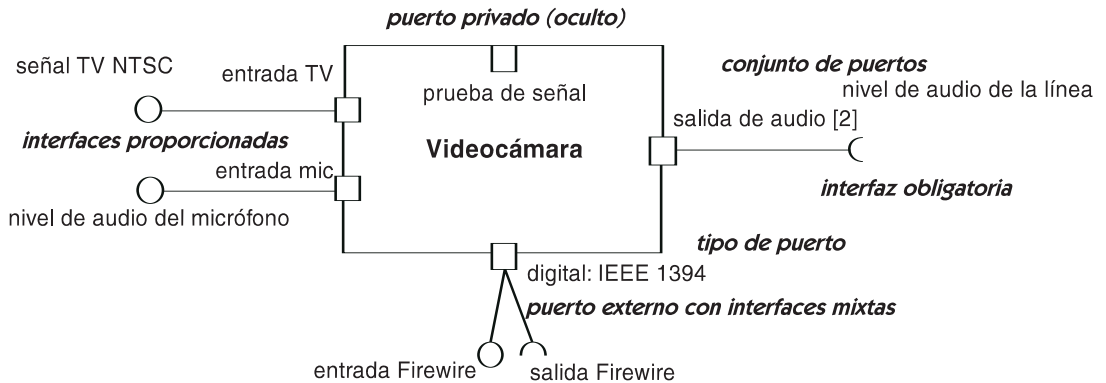 puerto privado (oculto)
señal TV NTSC
entrada TV
prueba de señal
conjunto de puertos
nivel de audio de la línea
salida de audio [2]
interfaces proporcionadas
Videocámara
entrada mic
interfaz obligatoria
nivel de audio del micrófono
tipo de puerto
digital: IEEE 1394
puerto externo con interfaces mixtas
entrada Firewire
salida Firewire